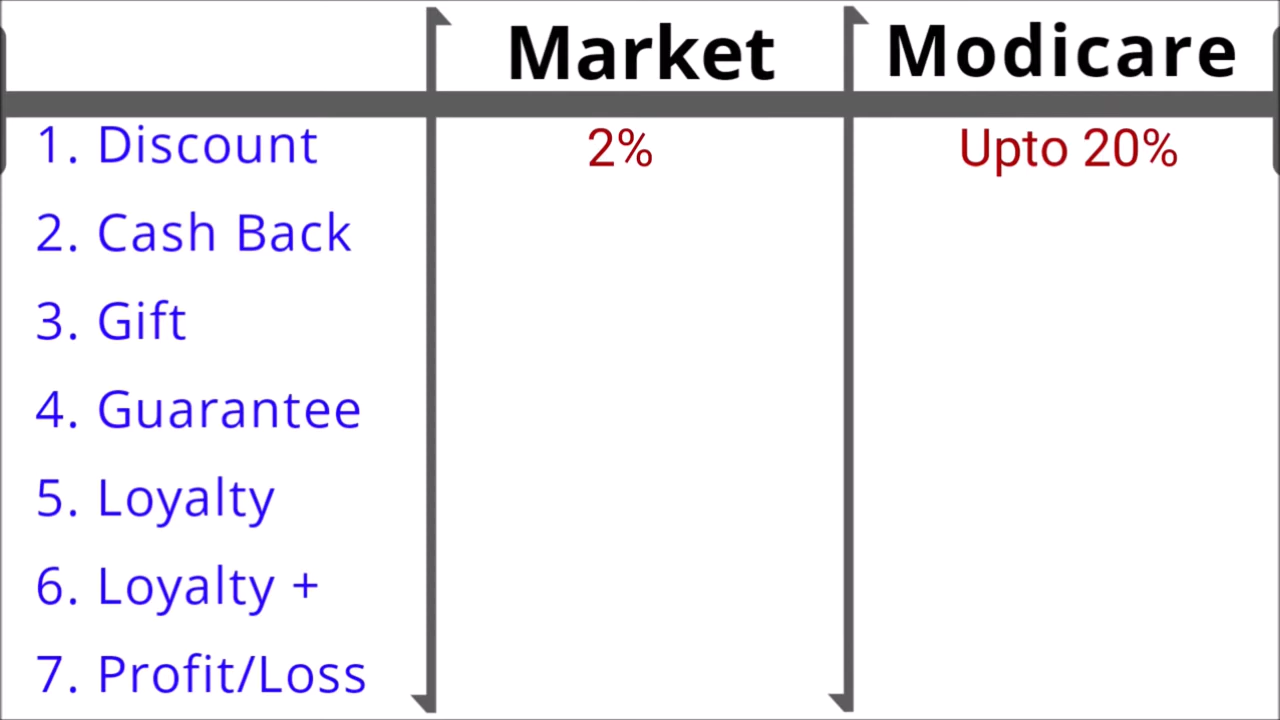 Market Modicare
1. Discount 2% Upto 20%
2. Cash Back
3. Gift
4. Guarantee
5. Loyalty
6. Loyalty +
7. Profit/Loss